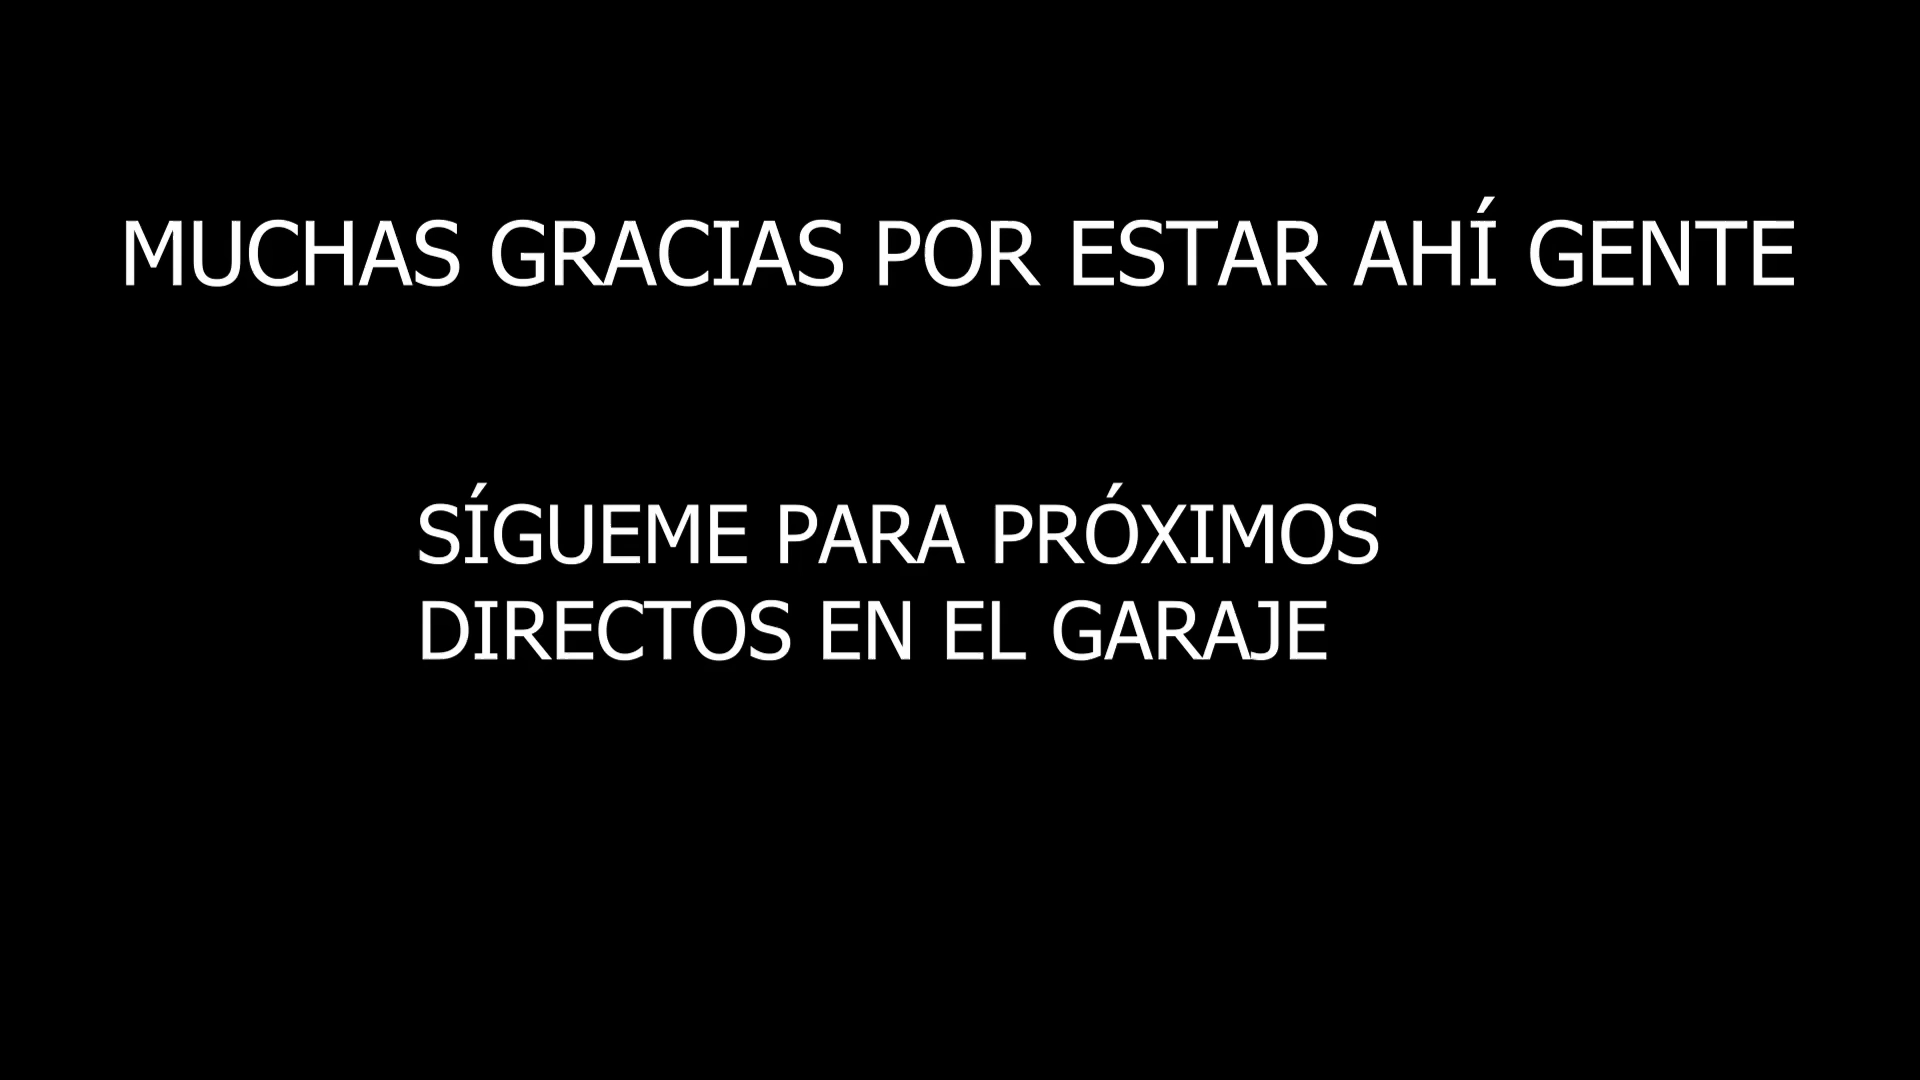 MUCHAS GRACIAS POR ESTAR AHÍ GENTE
SÍGUEME PARA PRÓXIMOS
DIRECTOS EN EL GARAJE